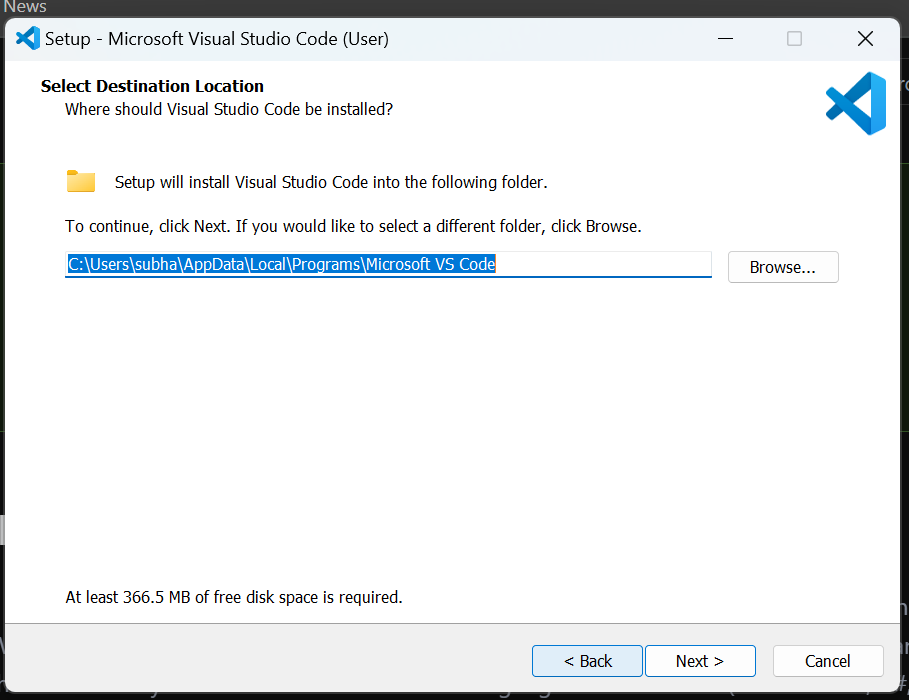 News
Setup - Microsoft Visual Studio Code (User)
Select Destination Location
Where should Visual Studio Code be installed?
Setup will install Visual Studio Code into the following folder.
To continue, click Next. If you would like to select a different folder, click Browse.
C:\Users\subha\AppData\Local\Programs\Microsoft VS Code
Browse...
At least 366.5 MB of free disk space is required.
< Back
Next >
Cancel